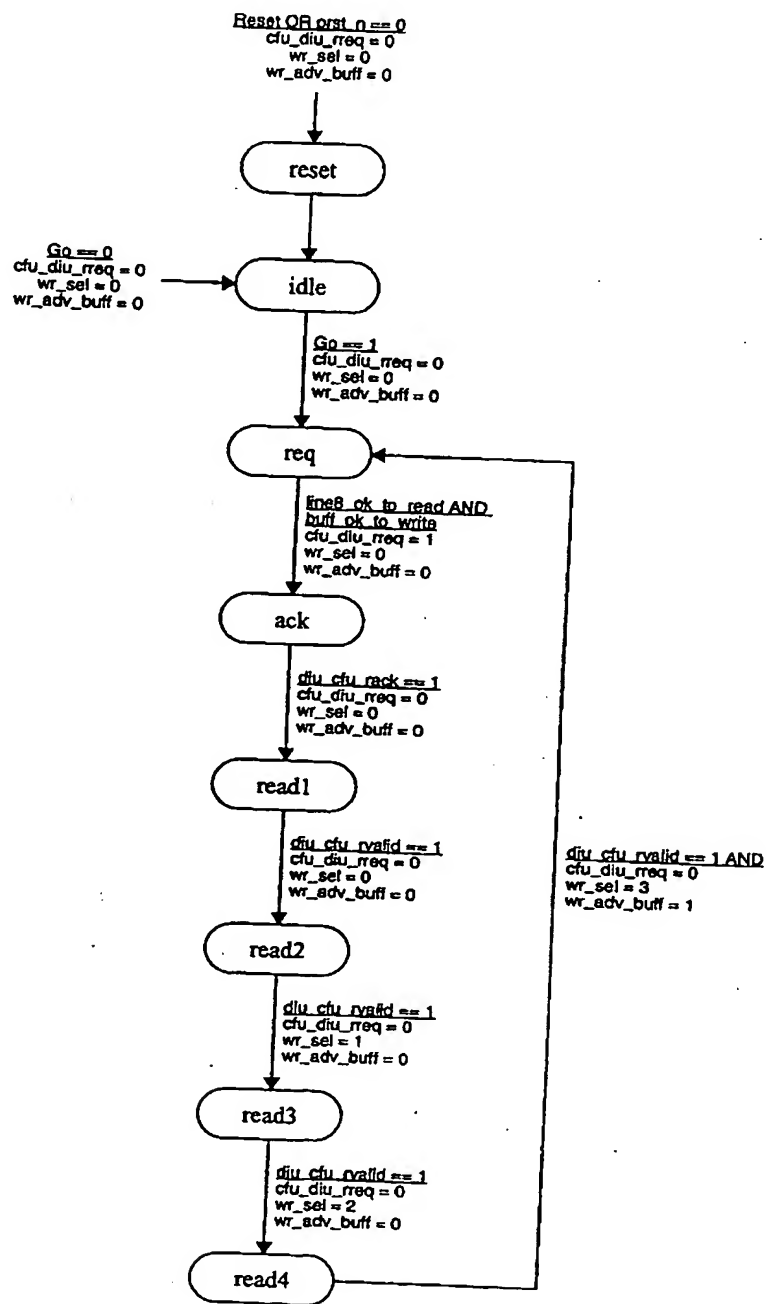 Reset OR prst_n == 0
cfu_diu_rreq = 0
wr_sel = 0
wr_adv_buff = 0
reset
Go == 0
cfu_diu_rreq = 0
wr_sel = 0
wr_adv_buff = 0
idle
Go == 1
cfu_diu_rreq = 0
wr_sel = 0
wr_adv_buff = 0
req
line8_ok_to_read AND
buff_ok_to_write
cfu_diu_rreq = 1
wr_sel = 0
wr_adv_buff = 0
ack
diu_cfu_rack == 1
cfu_diu_rreq = 0
wr_sel = 0
wr_adv_buff = 0
read1
diu_cfu_rvalid == 1
cfu_diu_rreq = 0
wr_sel = 0
wr_adv_buff = 0
diu_cfu_rvalid == 1 AND
cfu_diu_rreq = 0
wr_sel = 3
wr_adv_buff = 1
read2
diu_cfu_rvalid == 1
cfu_diu_rreq = 0
wr_sel = 1
wr_adv_buff = 0
read3
diu_cfu_rvalid == 1
cfu_diu_rreq = 0
wr_sel = 2
wr_adv_buff = 0
read4